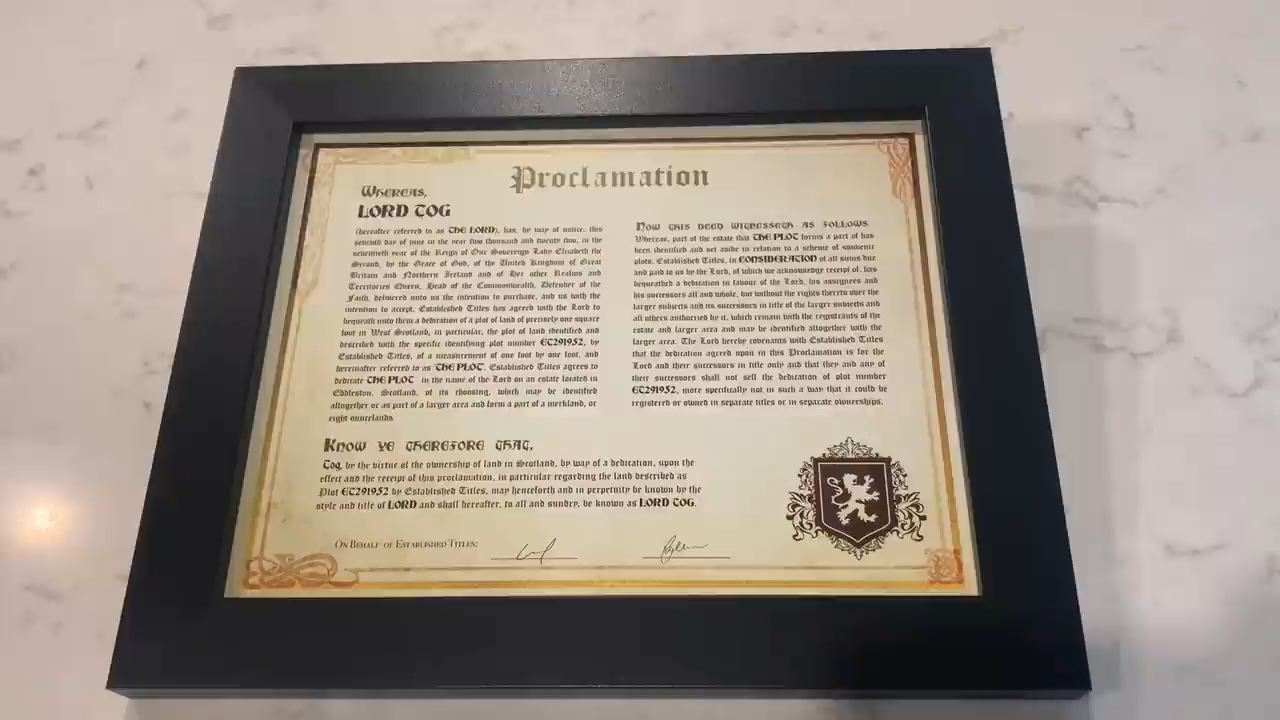 Proclamation
Whereas,
LORD TOG
(hereafter referred to as THE LORD), has, by way of notice, this
seventh day of june in the year two thousand and twenty two, in the
seventieth year of the Reign of Our Sovereign Lady Elizabeth the
Second, by the Grace of God, of the United Kingdom of Great
Britain and Northern Ireland and of Her other Realms and
Territories Queen, Head of the Commonwealth, Defender of the
Faith, delivered unto us the intention to purchase, and us with the
intention to accept. Established Titles has agreed with the Lord to
bequeath unto them a dedication of a plot of land of precisely one square
foot in West Scotland, in particular, the plot of land identified and
described with the specific identifying plot number EC291952, by
Established Titles, of a measurement of one foot by one foot, and
hereinafter referred to as THE PLOT. Established Titles agrees to
dedicate THE PLOT in the name of the Lord on an estate located in
Eddleston, Scotland, of its choosing, which may be identified
altogether or as part of a larger area and form a part of a merkland, or
eight ouncelands.
Now this deed witnesseth as follows
Whereas, part of the estate that THE PLOT forms a part of has
been identified and set aside in relation to a scheme of souvenir
plots, Established Titles, in CONSIDERATION of all sums due
and paid to us by the Lord, of which we acknowledge receipt of, has
bequeathed a dedication in favour of the Lord, his assignees and
his successors all and whole, but without the rights thereto over the
larger subjects and its successors in title of the larger subjects and
all others authorised by it, which remain with the registrants of the
estate and larger area and may be identified altogether with the
larger area. The Lord hereby covenants with Established Titles
that the dedication agreed upon in this Proclamation is for the
Lord and their successors in title only and that they and any of
their successors shall not sell the dedication of plot number
EC291952, more specifically not in such a way that it could be
registered or owned in separate titles or in separate ownerships.
Know ye therefore that,
Tog, by the virtue of the ownership of land in Scotland, by way of a dedication, upon the
effect and the receipt of this proclamation, in particular regarding the land described as
Plot EC291952 by Established Titles, may henceforth and in perpetuity be known by the
style and title of LORD and shall hereafter, to all and sundry, be known as LORD TOG.
On Behalf of Established Titles: